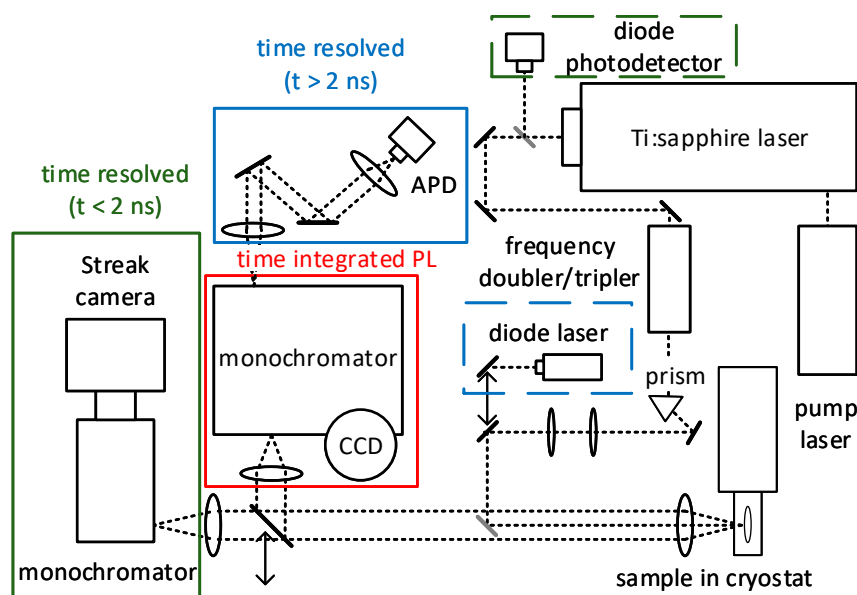 time resolved
(t > 2 ns)
diode
photodetector
Ti:sapphire laser
APD
time resolved
(t < 2 ns)
Streak
camera
time integrated PL
frequency
doubler/tripler
diode laser
monochromator
prism
pump
laser
CCD
monochromator
sample in cryostat